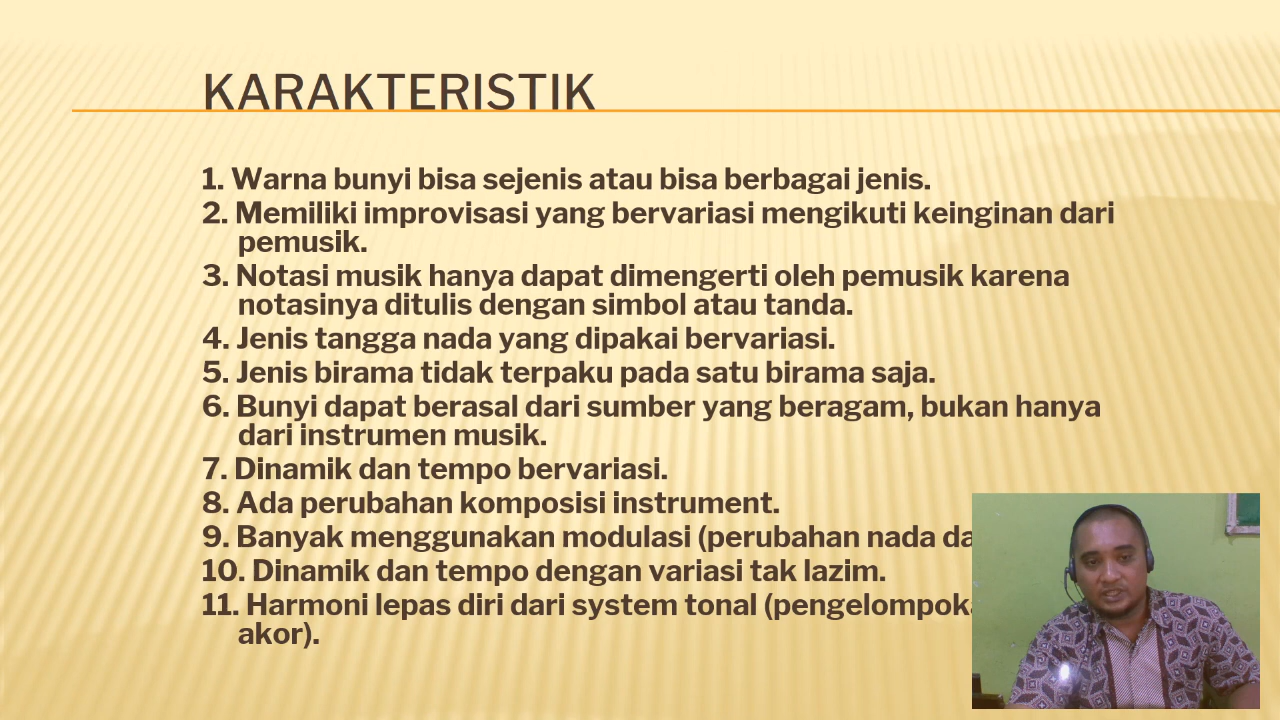 KARAKTERISTIK
1. Warna bunyi bisa sejenis atau bisa berbagai jenis.
2. Memiliki improvisasi yang bervariasi mengikuti keinginan dari
pemusik.
3. Notasi musik hanya dapat dimengerti oleh pemusik karena
notasinya ditulis dengan simbol atau tanda.
4. Jenis tangga nada yang dipakai bervariasi.
5. Jenis birama tidak terpaku pada satu birama saja.
6. Bunyi dapat berasal dari sumber yang beragam, bukan hanya
dari instrumen musik.
7. Dinamik dan tempo bervariasi.
8. Ada perubahan komposisi instrument.
9. Banyak menggunakan modulasi (perubahan nada
10. Dinamik dan tempo dengan variasi tak lazim.
11. Harmoni lepas diri dari system tonal
akor).